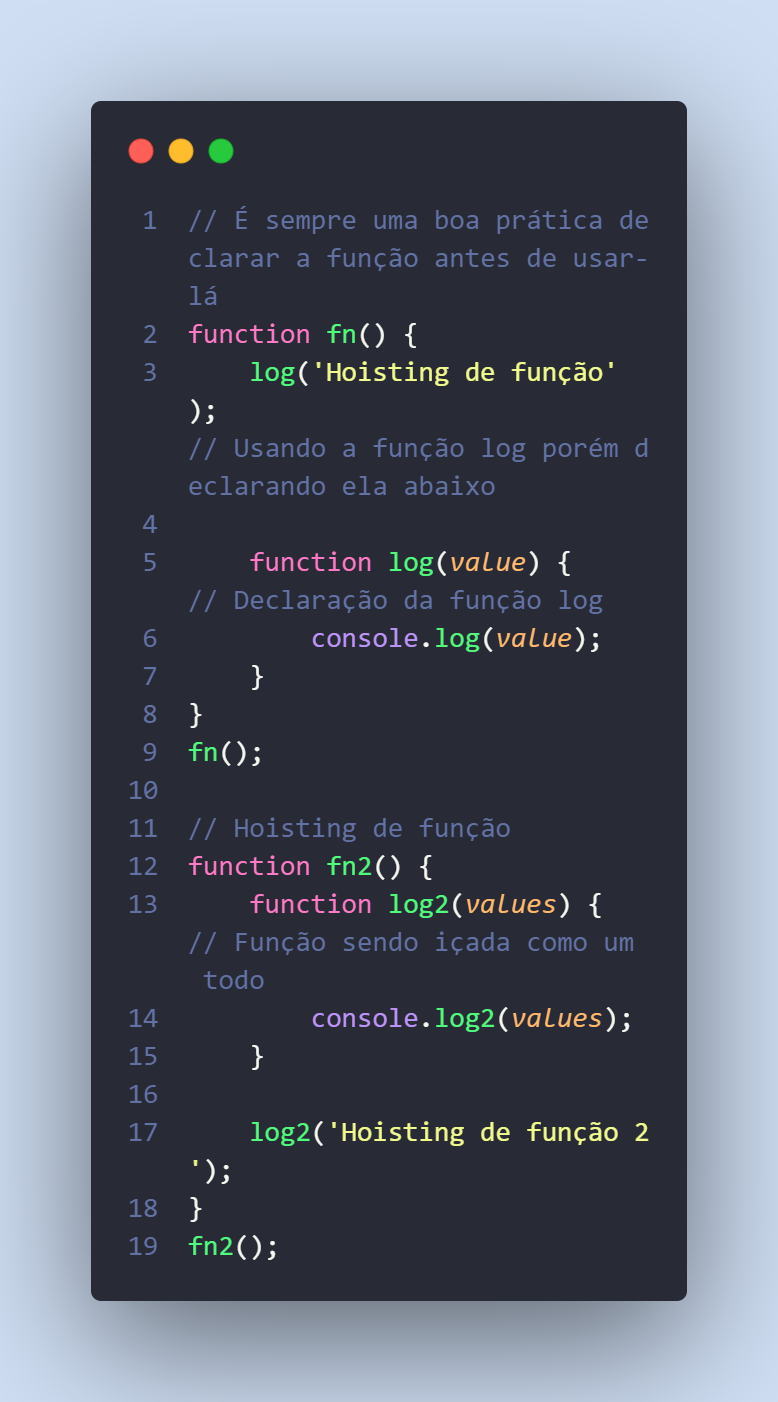 1 // É sempre uma boa prática de
clarar a função antes de usar-
lá
2 function fn() {
3     log('Hoisting de função'
);
// Usando a função log porém d
eclarando ela abaixo
4
5     function log(value) {
// Declaração da função log
6         console.log(value);
7     }
8 }
9 fn();
10
11 // Hoisting de função
12 function fn2() {
13     function log2(values) {
// Função sendo içada como um
 todo
14         console.log2(values);
15     }
16
17     log2('Hoisting de função 2
');
18 }
19 fn2();